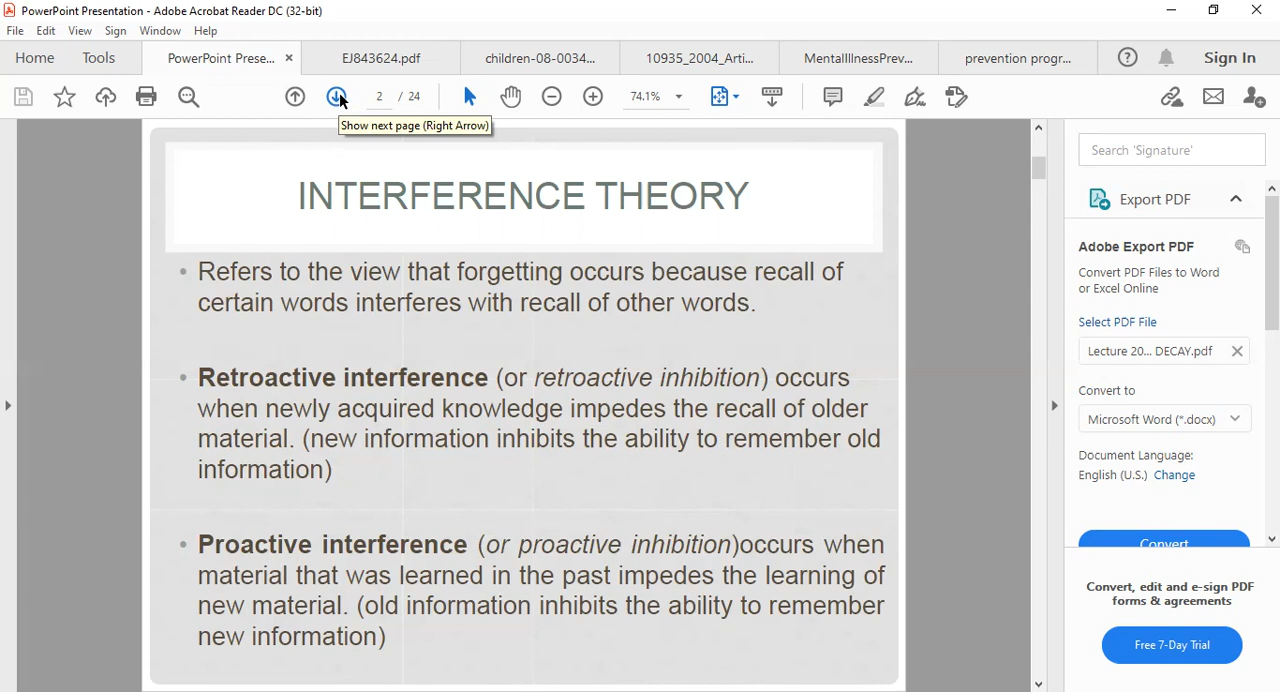 PowerPoint Presentation - Adobe Acrobat Reader DC (32-bit)
File Edit View Sign Window Help
Home Tools PowerPoint Prese... × EJ843624.pdf children-08-0034... 10935_2004_Arti... MentalIllnessPrev... prevention progr... Sign In
2 / 24 74.1%
Show next page (Right Arrow)
INTERFERENCE THEORY
• Refers to the view that forgetting occurs because recall of
certain words interferes with recall of other words.
• Retroactive interference (or retroactive inhibition) occurs
when newly acquired knowledge impedes the recall of older
material. (new information inhibits the ability to remember old
information)
• Proactive interference (or proactive inhibition)occurs when
material that was learned in the past impedes the learning of
new material. (old information inhibits the ability to remember
new information)
Search 'Signature'
Export PDF
Adobe Export PDF
Convert PDF Files to Word
or Excel Online
Select PDF File
Lecture 20... DECAY.pdf
Convert to
Microsoft Word (*.docx)
Document Language:
English (U.S.) Change
Convert
Convert, edit and e-sign PDF
forms & agreements
Free 7-Day Trial